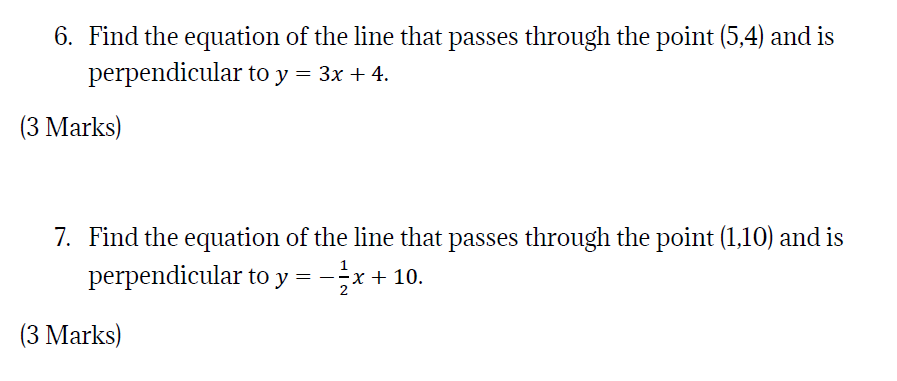 6. Find the equation of the line that passes through the point (5,4) and is
perpendicular to y = 3x + 4.
(3 Marks)
7. Find the equation of the line that passes through the point (1,10) and is
perpendicular to y = −½x + 10.
(3 Marks)